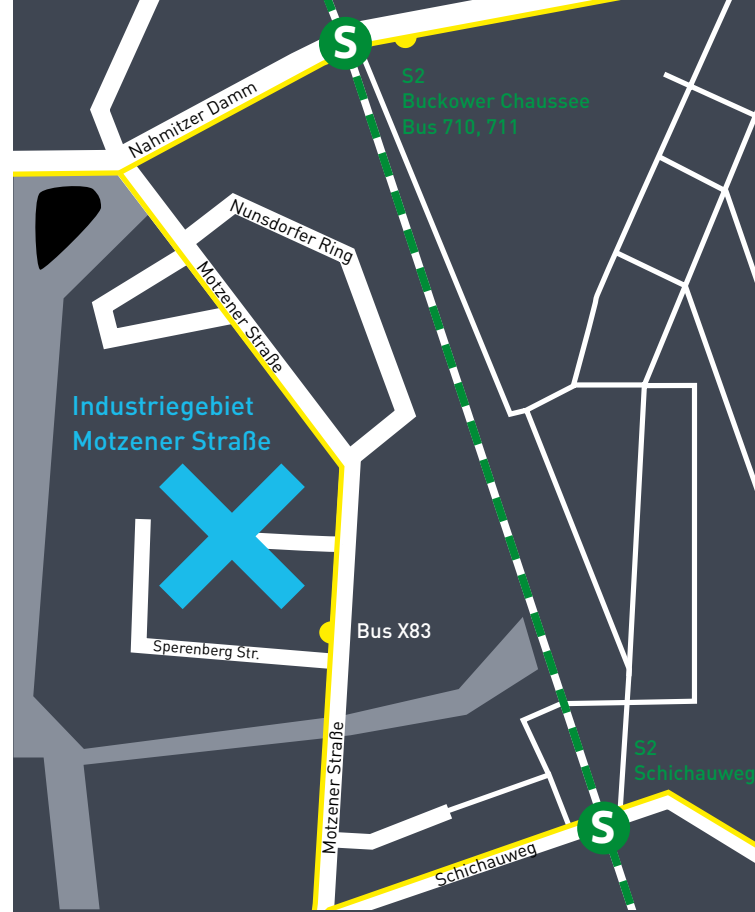 S
S2
Buckower Chaussee
Bus 710, 711
Nahmitzer Damm
Nunsdorfer Ring
Motzener Straße
Industriegebiet
Motzener Straße
Bus X83
Sperenberg Str.
Motzener Straße
S2
Schichauweg
S
Schichauweg